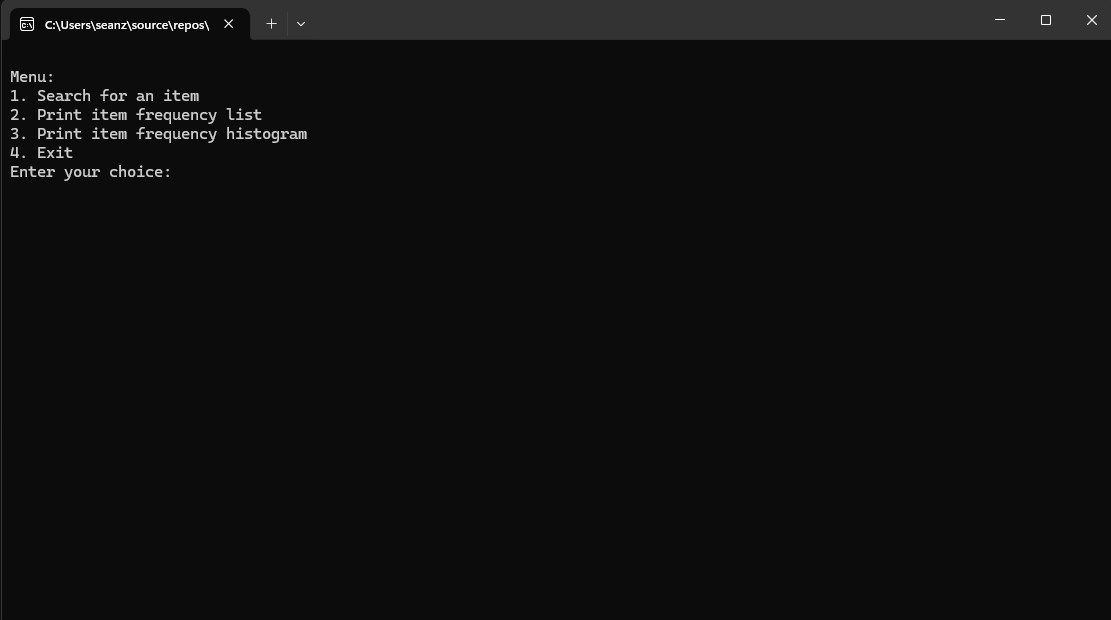 C:\Users\seanz\source\repos\
Menu:
1. Search for an item
2. Print item frequency list
3. Print item frequency histogram
4. Exit
Enter your choice: